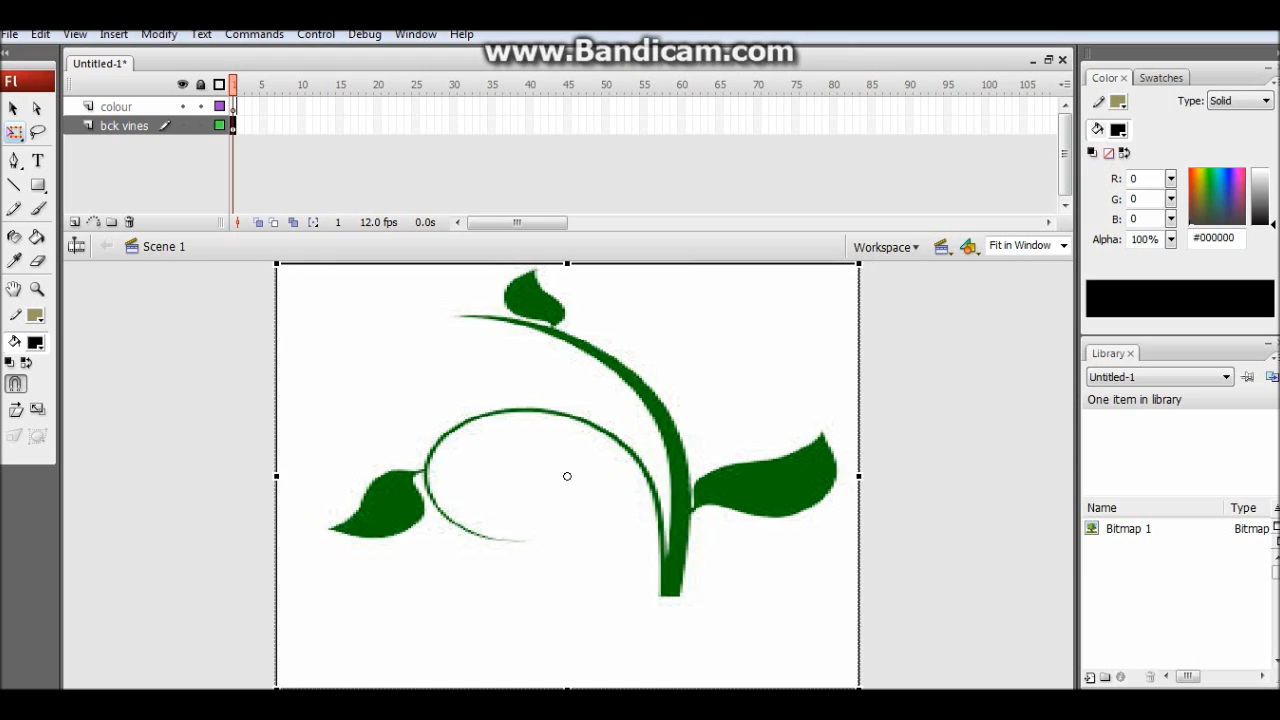 File Edit View Insert Modify Text Commands Control Debug Window Help
www.Bandicam.com
Untitled-1*
Fl
5 10 15 20 25 30 35 40 45 50 55 60 65 70 75 80 85 90 95 100 105
colour
bck vines
1 12.0 fps 0.0s
Scene 1
Workspace
Fit in Window
Color Swatches
Type: Solid
R: 0
G: 0
B: 0
Alpha: 100%
#000000
Library
Untitled-1
One item in library
Name Type
Bitmap 1 Bitmap